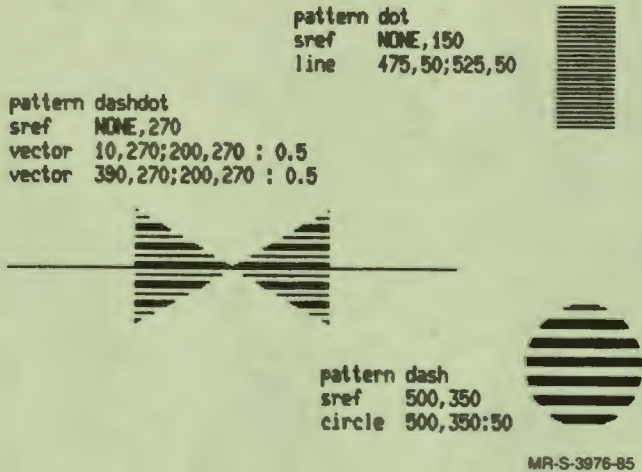 pattern dot
sref NONE,150
line 475,50;525,50
pattern dashdot
sref NONE,270
vector 10,270;200,270 : 0.5
vector 390,270;200,270 : 0.5
pattern dash
sref 500,350
circle 500,350:50
MR-S-3976-85